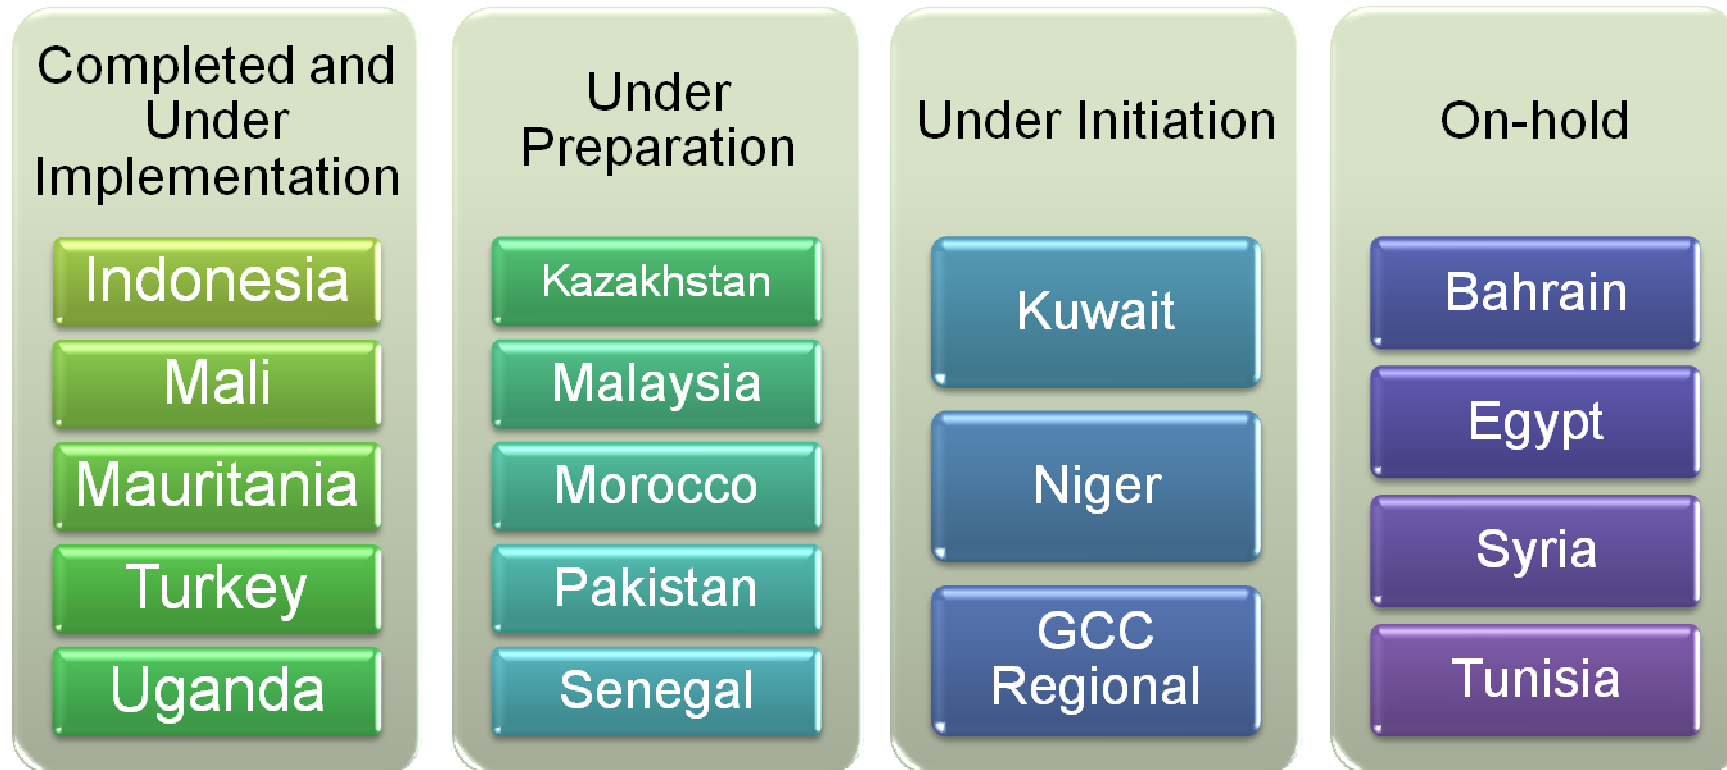 Completed and
Under
Implementation
Indonesia
Mali
Mauritania
Turkey
Uganda
Under
Preparation
Kazakhstan
Malaysia
Morocco
Pakistan
Senegal
Under Initiation
Kuwait
Niger
GCC
Regional
On-hold
Bahrain
Egypt
Syria
Tunisia